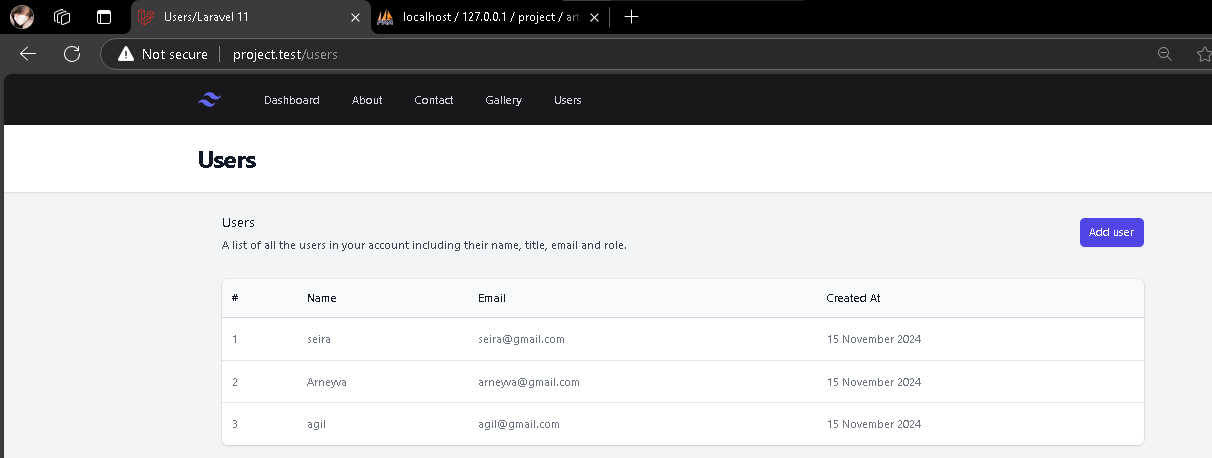 Users/Laravel 11
localhost / 127.0.0.1 / project / art
Not secure
project.test/users
Dashboard About Contact Gallery Users
Users
Users
A list of all the users in your account including their name, title, email and role.
Add user
# Name Email Created At
1 seira seira@gmail.com 15 November 2024
2 Arneyva arneyva@gmail.com 15 November 2024
3 agil agil@gmail.com 15 November 2024